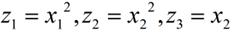 z₁ = x₁², z₂ = x₂², z₃ = x₂